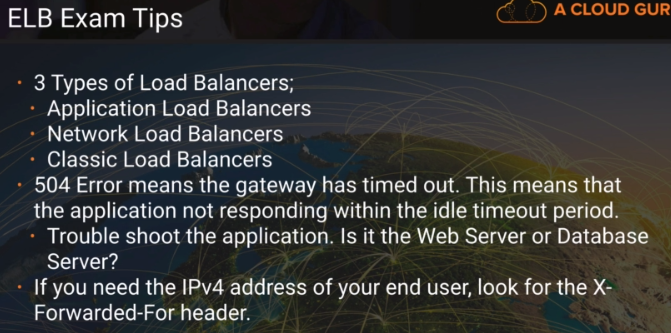 ELB Exam Tips
A CLOUD GUR
• 3 Types of Load Balancers;
• Application Load Balancers
• Network Load Balancers
• Classic Load Balancers
• 504 Error means the gateway has timed out. This means that
the application not responding within the idle timeout period.
• Trouble shoot the application. Is it the Web Server or Database
Server?
• If you need the IPv4 address of your end user, look for the X-
Forwarded-For header.